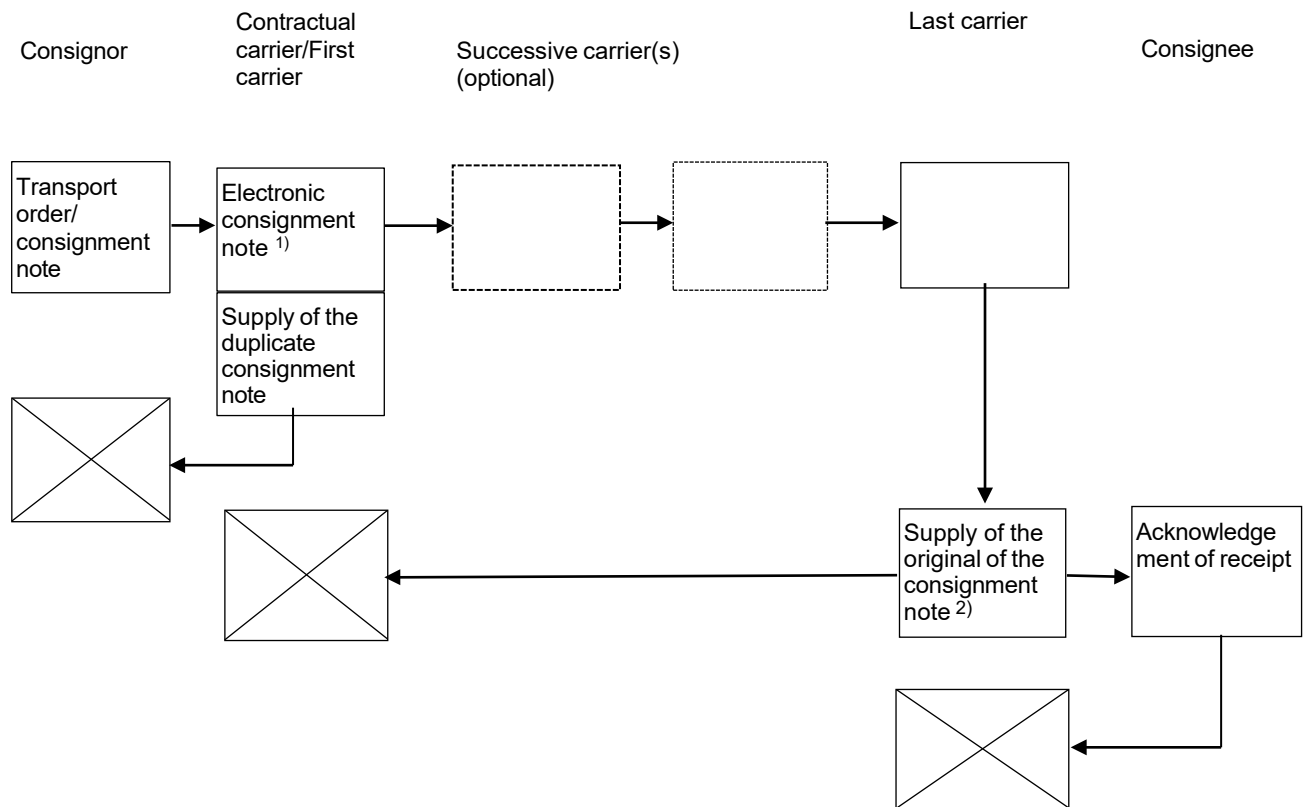 Consignor
Contractual
carrier/First
carrier
Successive carrier(s)
(optional)
Last carrier
Consignee
Transport
order/
consignment
note
Electronic
consignment
note 1)
Supply of the
duplicate
consignment
note
Supply of the
original of the
consignment
note 2)
Acknowledge
ment of receipt